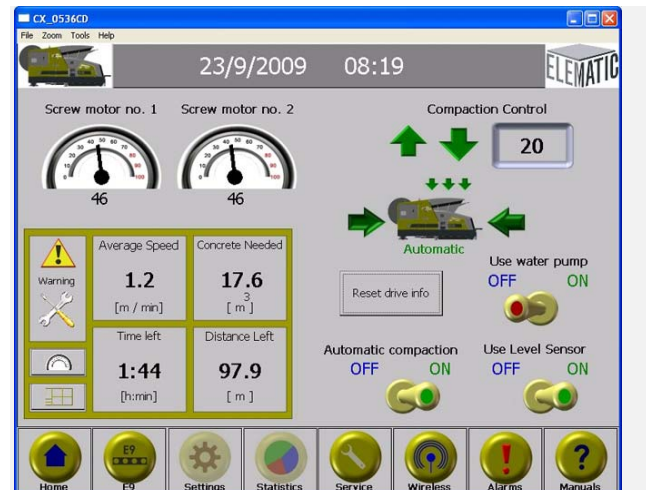 CX_0536CD
File Zoom Tools Help
23/9/2009 08:19 ELEMATIC
Screw motor no. 1 Screw motor no. 2 Compaction Control
20
46 46
Automatic
Warning
Average Speed Concrete Needed
1.2 17.6
[m / min] [ m 3 ]
Time left Distance Left
1:44 97.9
[h:min] [ m ]
Reset drive info
Use water pump
OFF ON
Automatic compaction Use Level Sensor
OFF ON OFF ON
E9 ?
Home E9 Settings Statistics Service Wireless Alarms Manuals